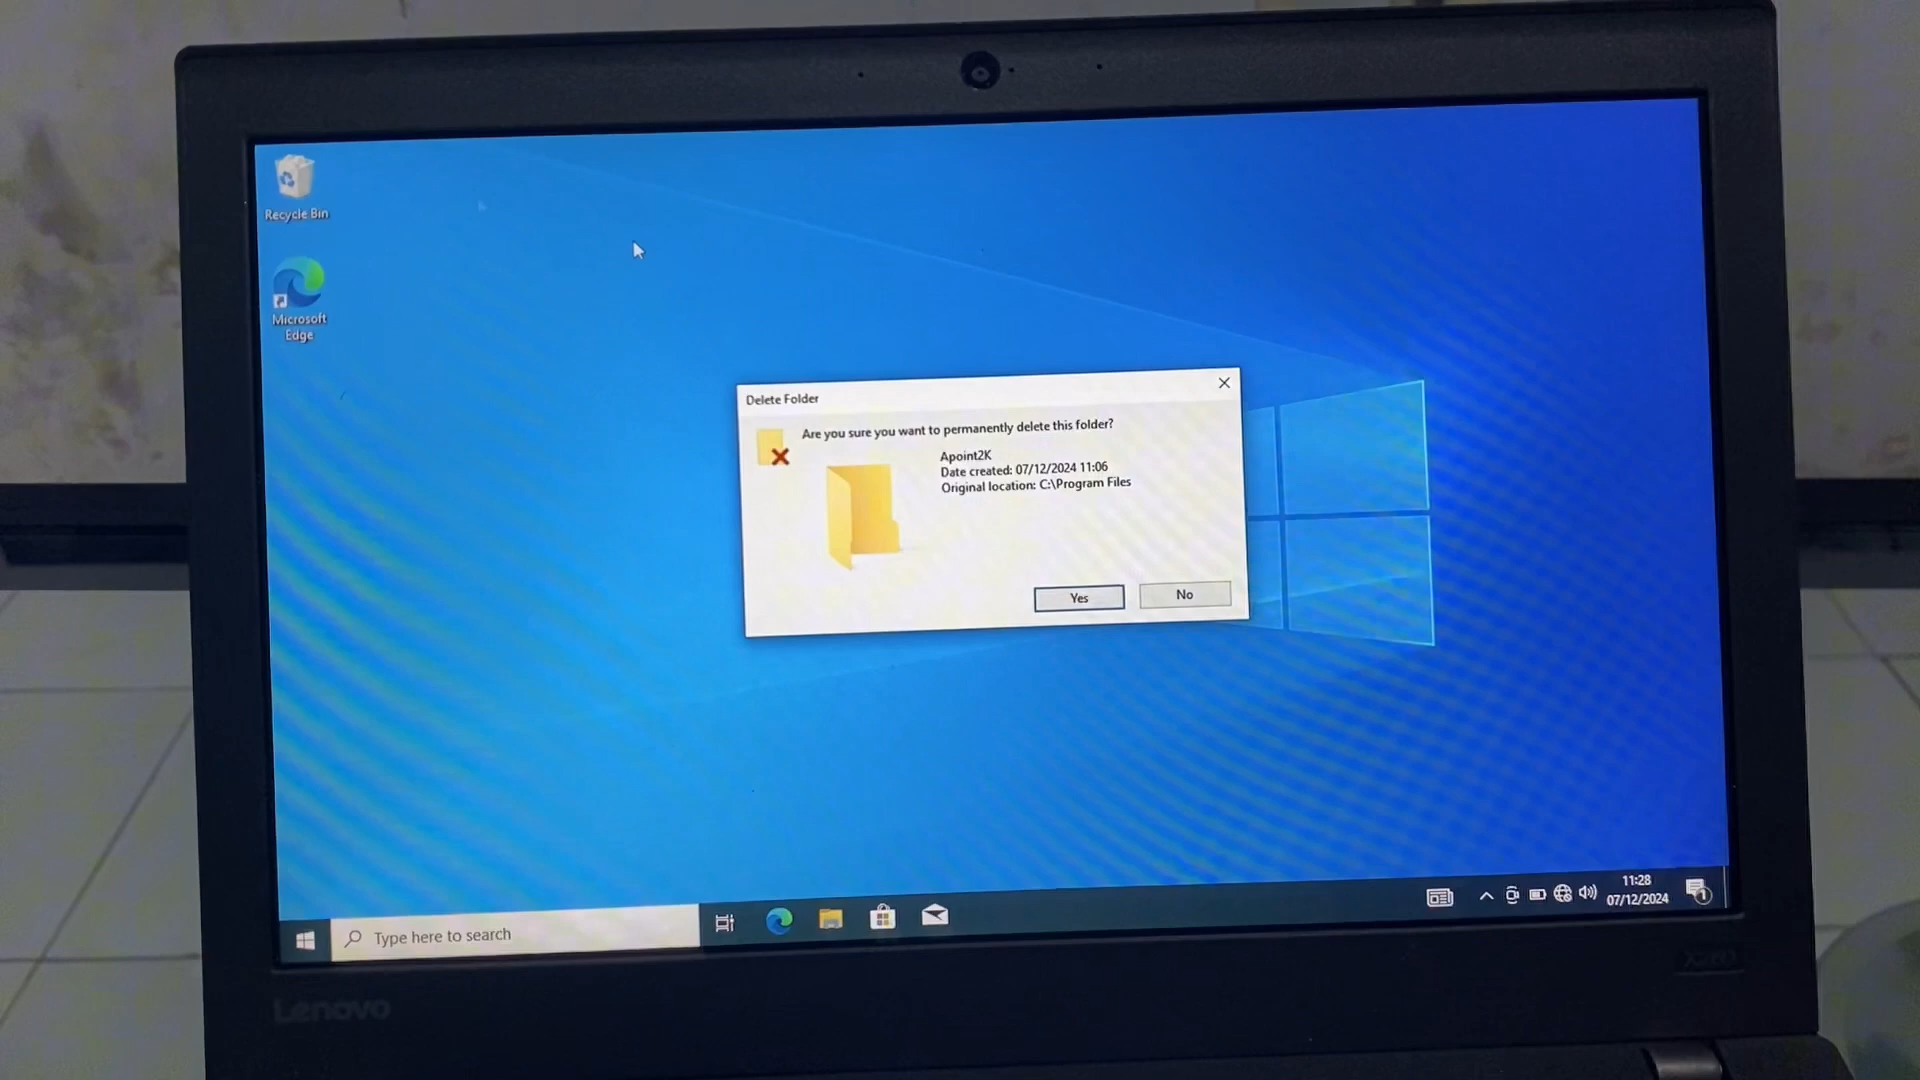 Recycle Bin
Microsoft
Edge
Delete Folder
Are you sure you want to permanently delete this folder?
Apoint2K
Date created: 07/12/2024 11:06
Original location: C:\Program Files
Yes
No
Type here to search
11:28
07/12/2024
1
Lenovo